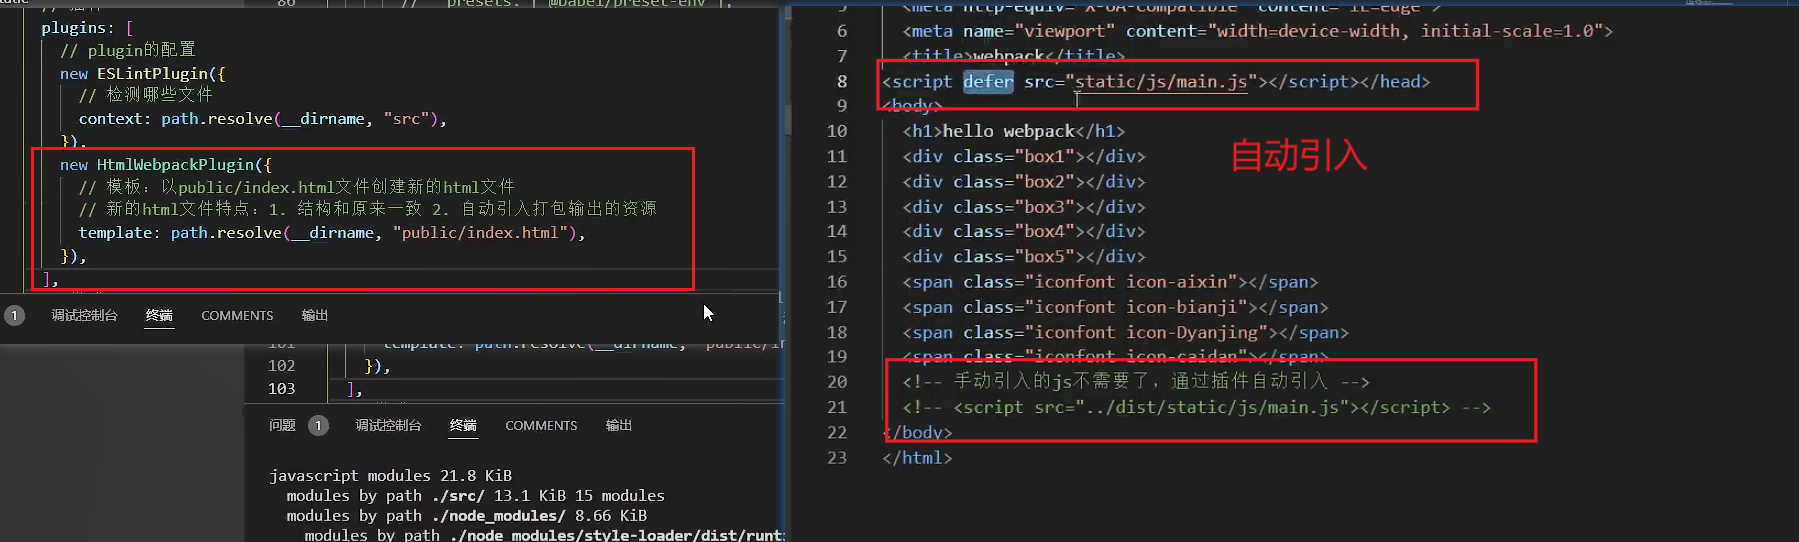 plugins: [
// plugin的配置
new ESLintPlugin({
// 检测哪些文件
context: path.resolve(__dirname, "src"),
}),
new HtmlWebpackPlugin({
// 模板: 以public/index.html文件创建新的html文件
// 新的html文件特点: 1. 结构和原来一致 2. 自动引入打包输出的资源
template: path.resolve(__dirname, "public/index.html"),
}),
],
1 调试控制台 终端 COMMENTS 输出
102 }),
103 ],
问题 1 调试控制台 终端 COMMENTS 输出
javascript modules 21.8 KiB
modules by path ./src/ 13.1 KiB 15 modules
modules by path ./node_modules/ 8.66 KiB
modules by path ./node_modules/style-loader/dist/runt
6 <meta name="viewport" content="width=device-width, initial-scale=1.0">
7 <title>webpack</title>
8 <script defer src="static/js/main.js"></script></head>
9 <body>
10 <h1>hello webpack</h1>
自动引入
11 <div class="box1"></div>
12 <div class="box2"></div>
13 <div class="box3"></div>
14 <div class="box4"></div>
15 <div class="box5"></div>
16 <span class="iconfont icon-aixin"></span>
17 <span class="iconfont icon-bianji"></span>
18 <span class="iconfont icon-Dyanjing"></span>
19 <span class="iconfont icon-caidan"></span>
20 <!-- 手动引入的js不需要了，通过插件自动引入 -->
21 <!-- <script src="../dist/static/js/main.js"></script> -->
22 </body>
23 </html>